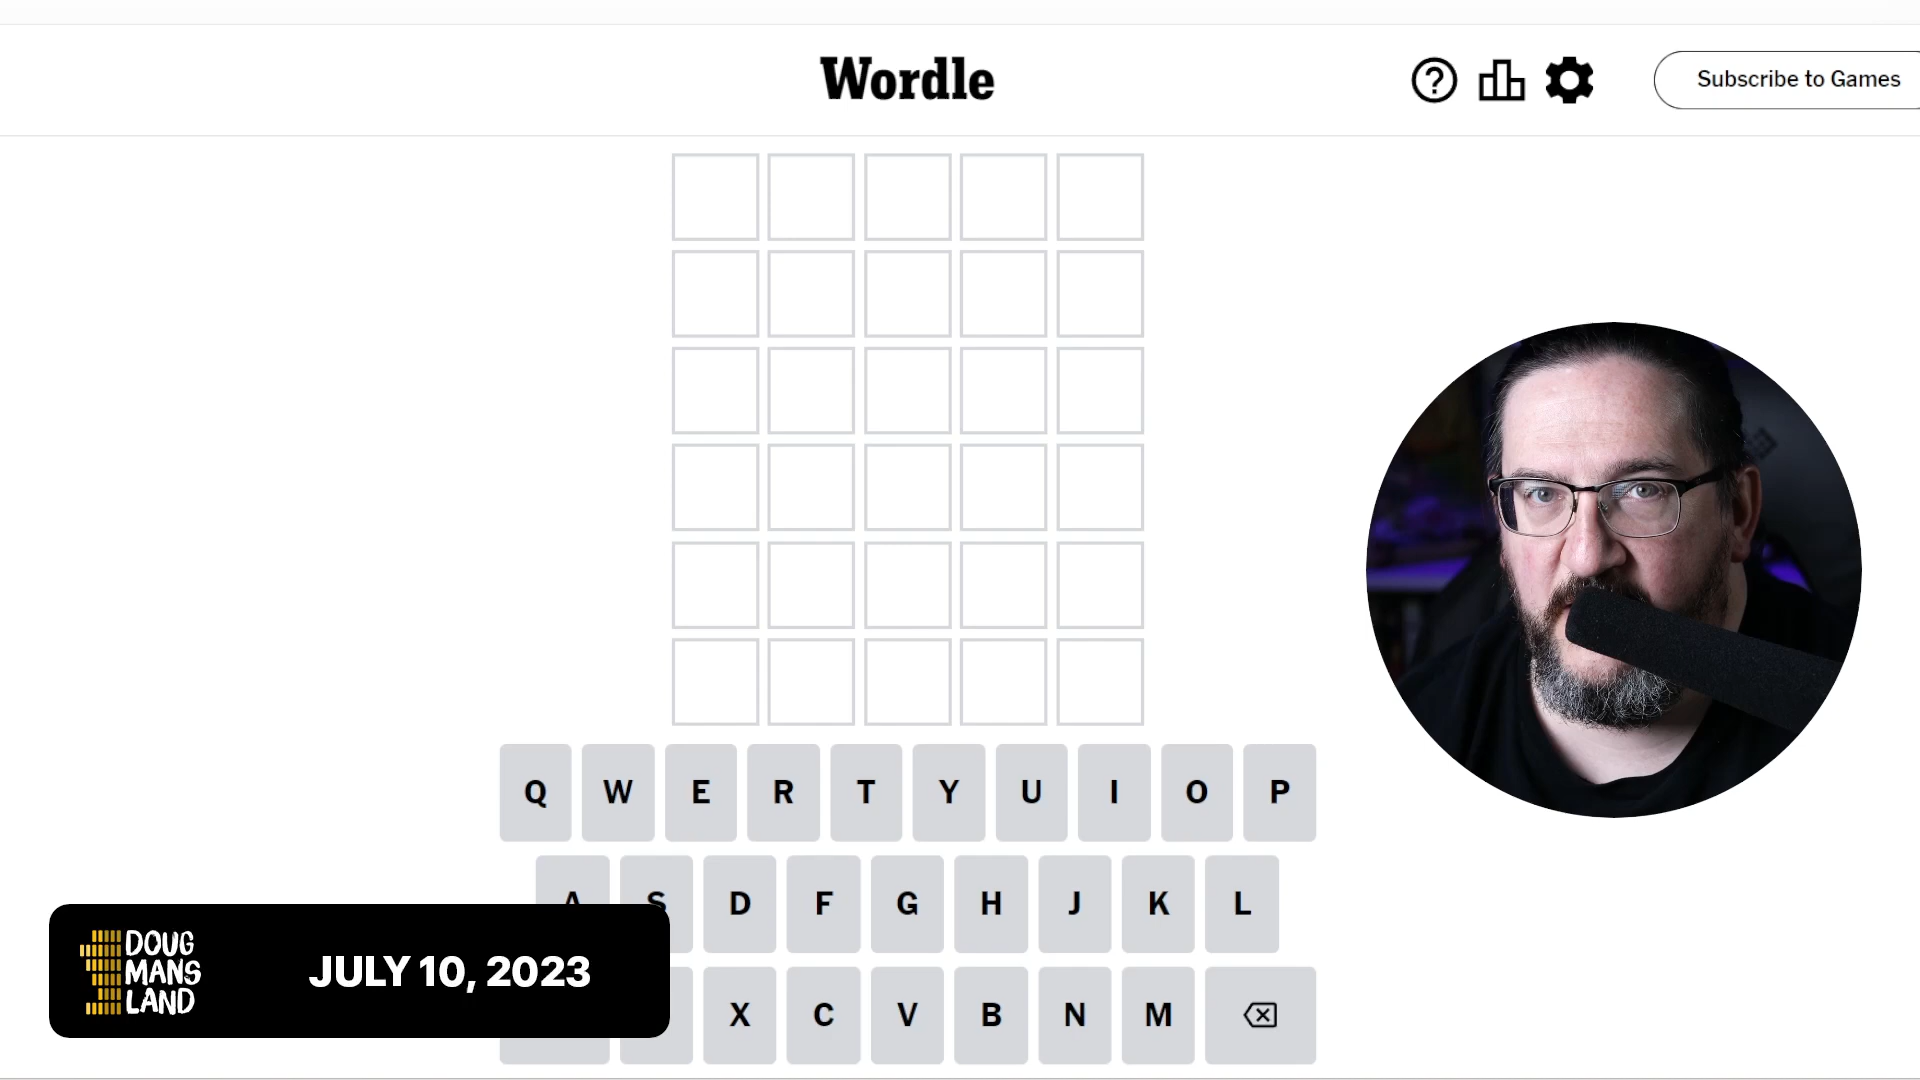 Wordle
? Subscribe to Games
Q W E R T Y U I O P
A S D F G H J K L
X C V B N M
DOUG
MANS
LAND
JULY 10, 2023